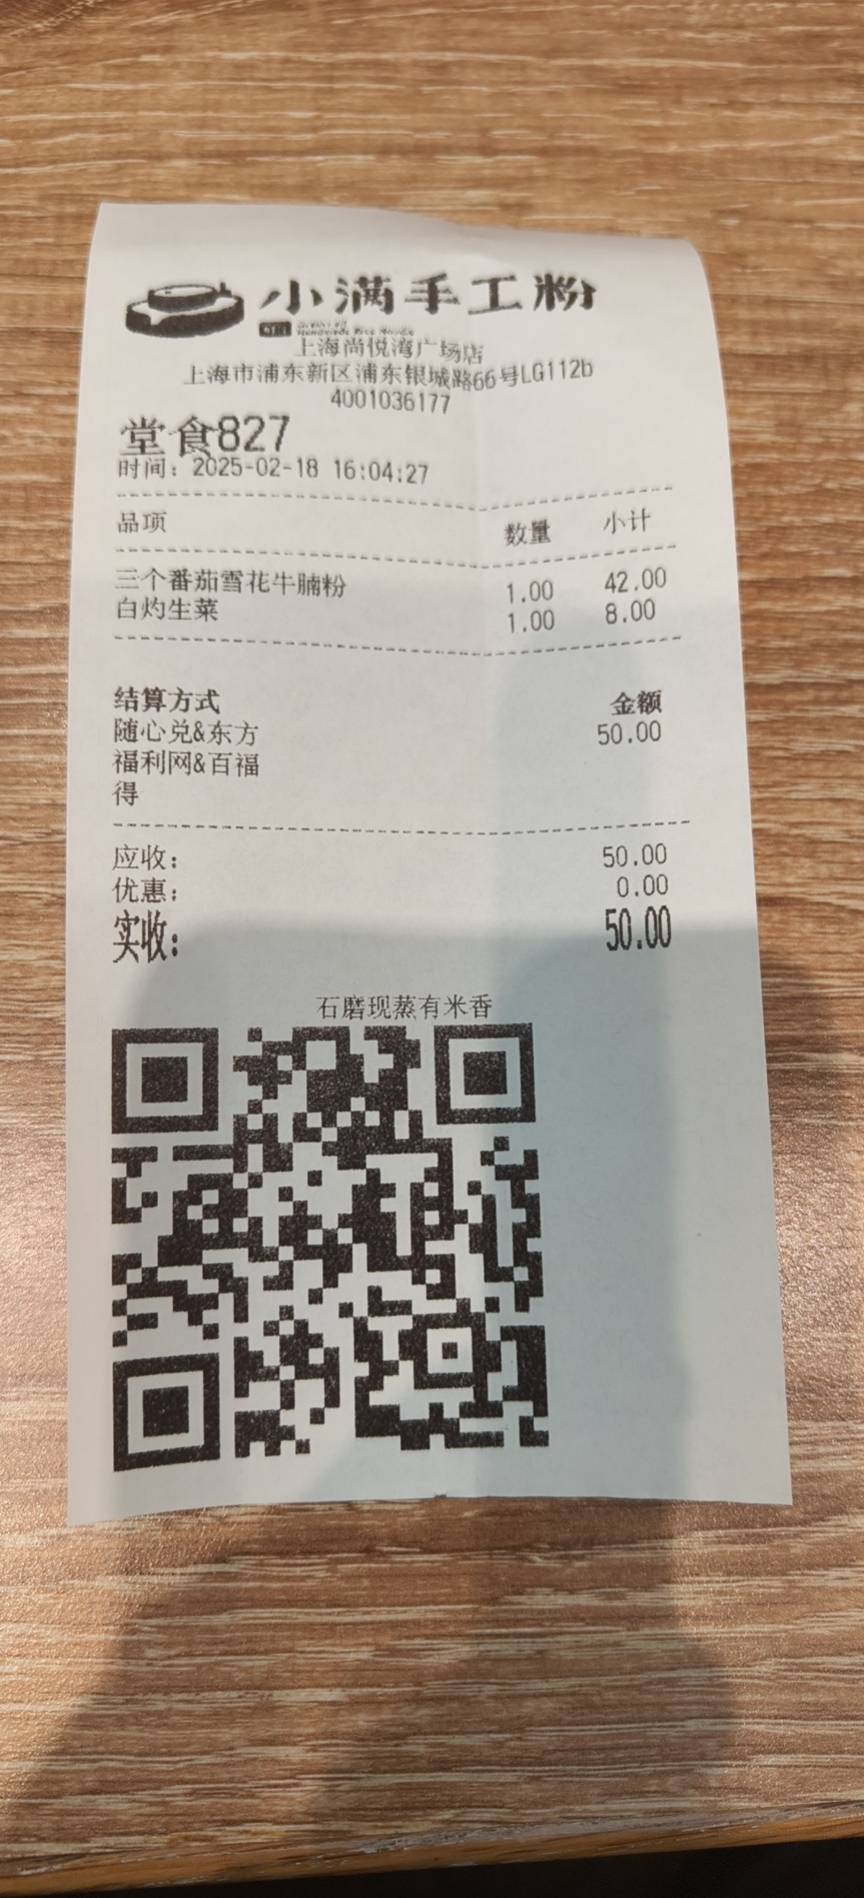 小满手工粉
Handmade Rice Noodle
上海尚悦湾广场店
上海市浦东新区浦东银城路66号LG112b
4001036177
堂食827
时间：2025-02-18 16:04:27
品项 数量 小计
三个番茄雪花牛腩粉 1.00 42.00
白灼生菜 1.00 8.00
结算方式 金额
随心兑&东方 50.00
福利网&百福
得
应收： 50.00
优惠： 0.00
实收： 50.00
石磨现蒸有米香